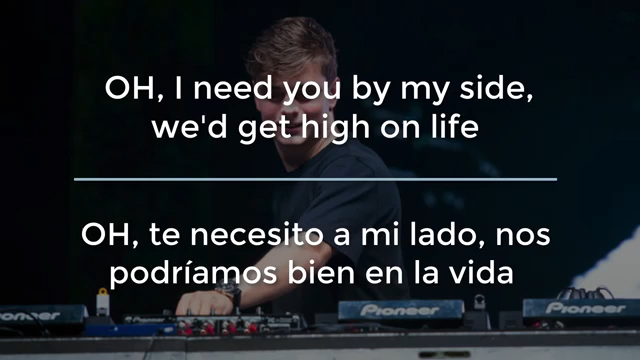 OH, I need you by my side,
we'd get high on life
OH, te necesito a mi lado, nos
podríamos bien en la vida
Pioneer
Pioneer
Pioneer